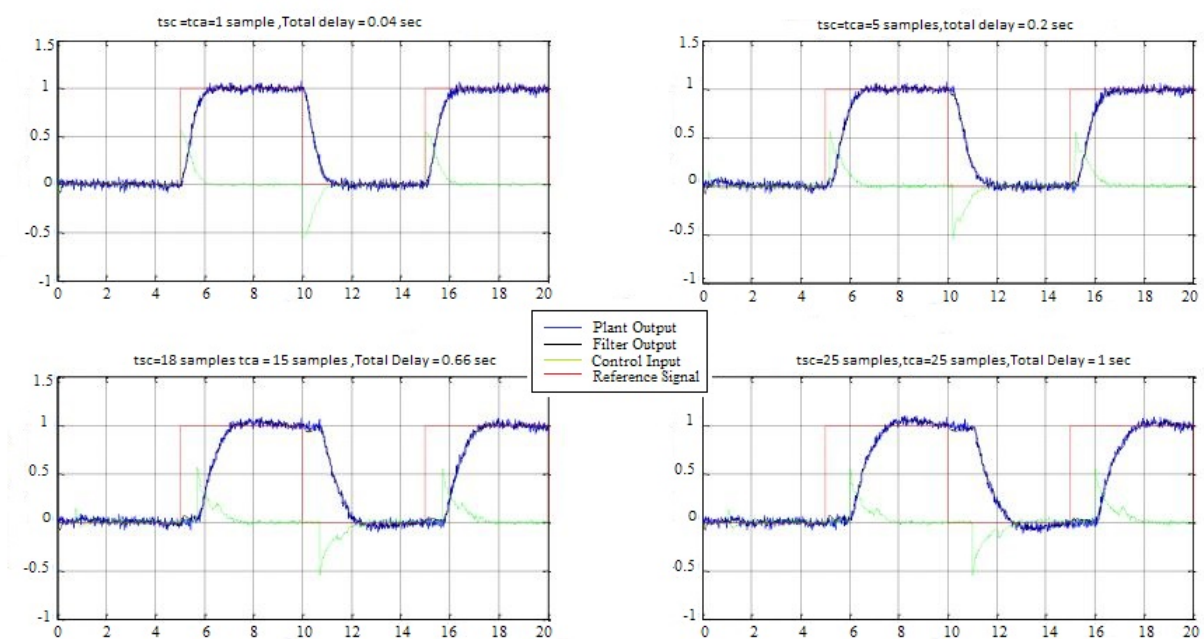 tsc =tca=1 sample ,Total delay = 0.04 sec
1.5
1
0.5
0
-0.5
-1
0 2 4 6 8 10 12 14 16 18 20
tsc=tca=5 samples,total delay = 0.2 sec
1.5
1
0.5
0
-0.5
-1
0 2 4 6 8 10 12 14 16 18 20
Plant Output
Filter Output
Control Input
Reference Signal
tsc=18 samples tca = 15 samples ,Total Delay = 0.66 sec
1.5
1
0.5
0
-0.5
-1
0 2 4 6 8 10 12 14 16 18 20
tsc=25 samples,tca=25 samples,Total Delay = 1 sec
1.5
1
0.5
0
-0.5
-1
0 2 4 6 8 10 12 14 16 18 20